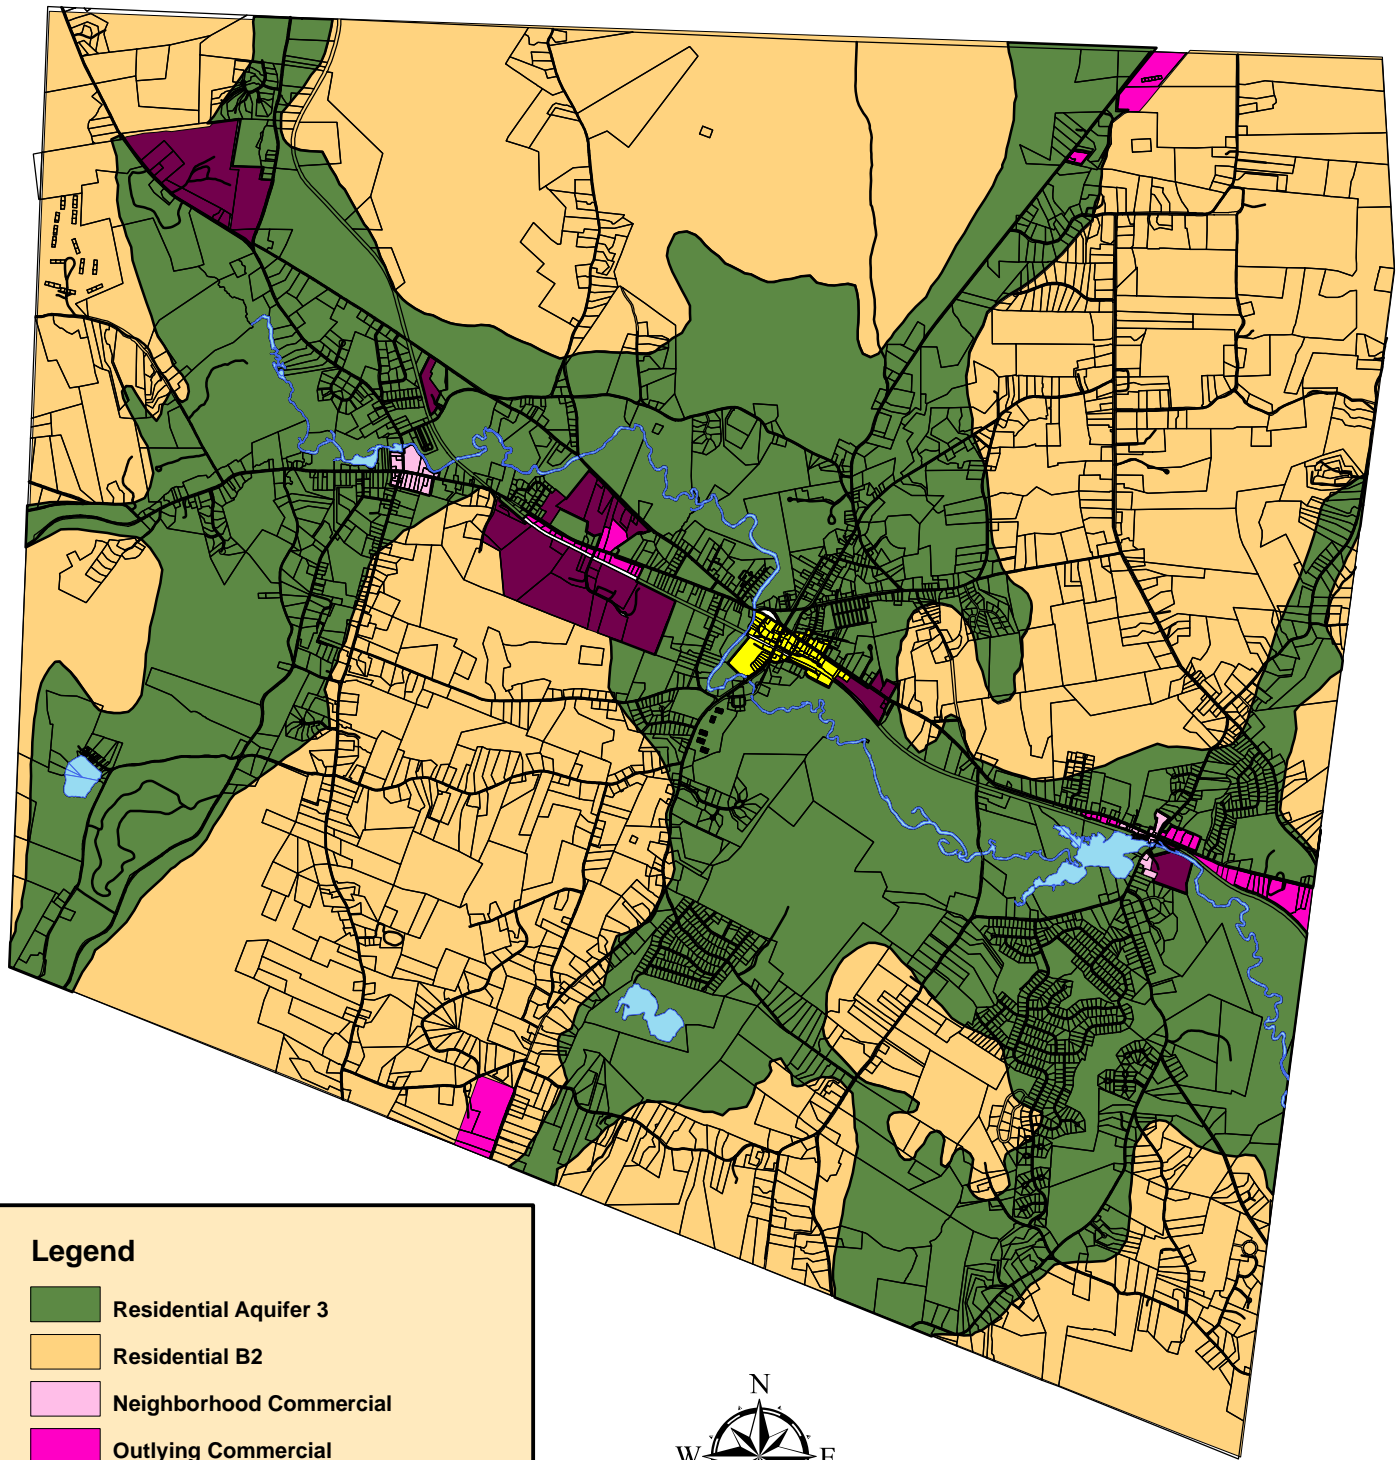 Legend
Residential Aquifer 3
Residential B2
Neighborhood Commercial
Outlying Commercial
N
W E